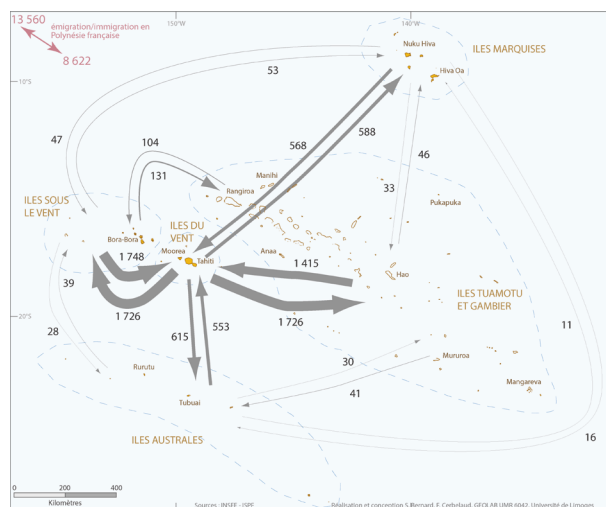 13 560
émigration/immigration en
Polynésie française
8 622
150°W
140°W
10°S
20°S
Nuku Hiva
ILES MARQUISES
Hiva Oa
53
47
104
131
568
588
46
33
Manihi
Rangiroa
Pukapuka
ILES SOUS
LE VENT
ILES DU
VENT
Bora-Bora
Moorea
Tahiti
Anaa
1 748
1 415
Hao
ILES TUAMOTU
ET GAMBIER
39
1 726
1 726
28
615
553
11
30
Mururoa
Rurutu
41
Mangareva
Tubuai
16
ILES AUSTRALES
0
200
400
Kilomètres
Sources : INSEE - ISPF
Réalisation et conception S.Bernard, F. Cerbelaud, GEOLAB UMR 6042, Université de Limoges